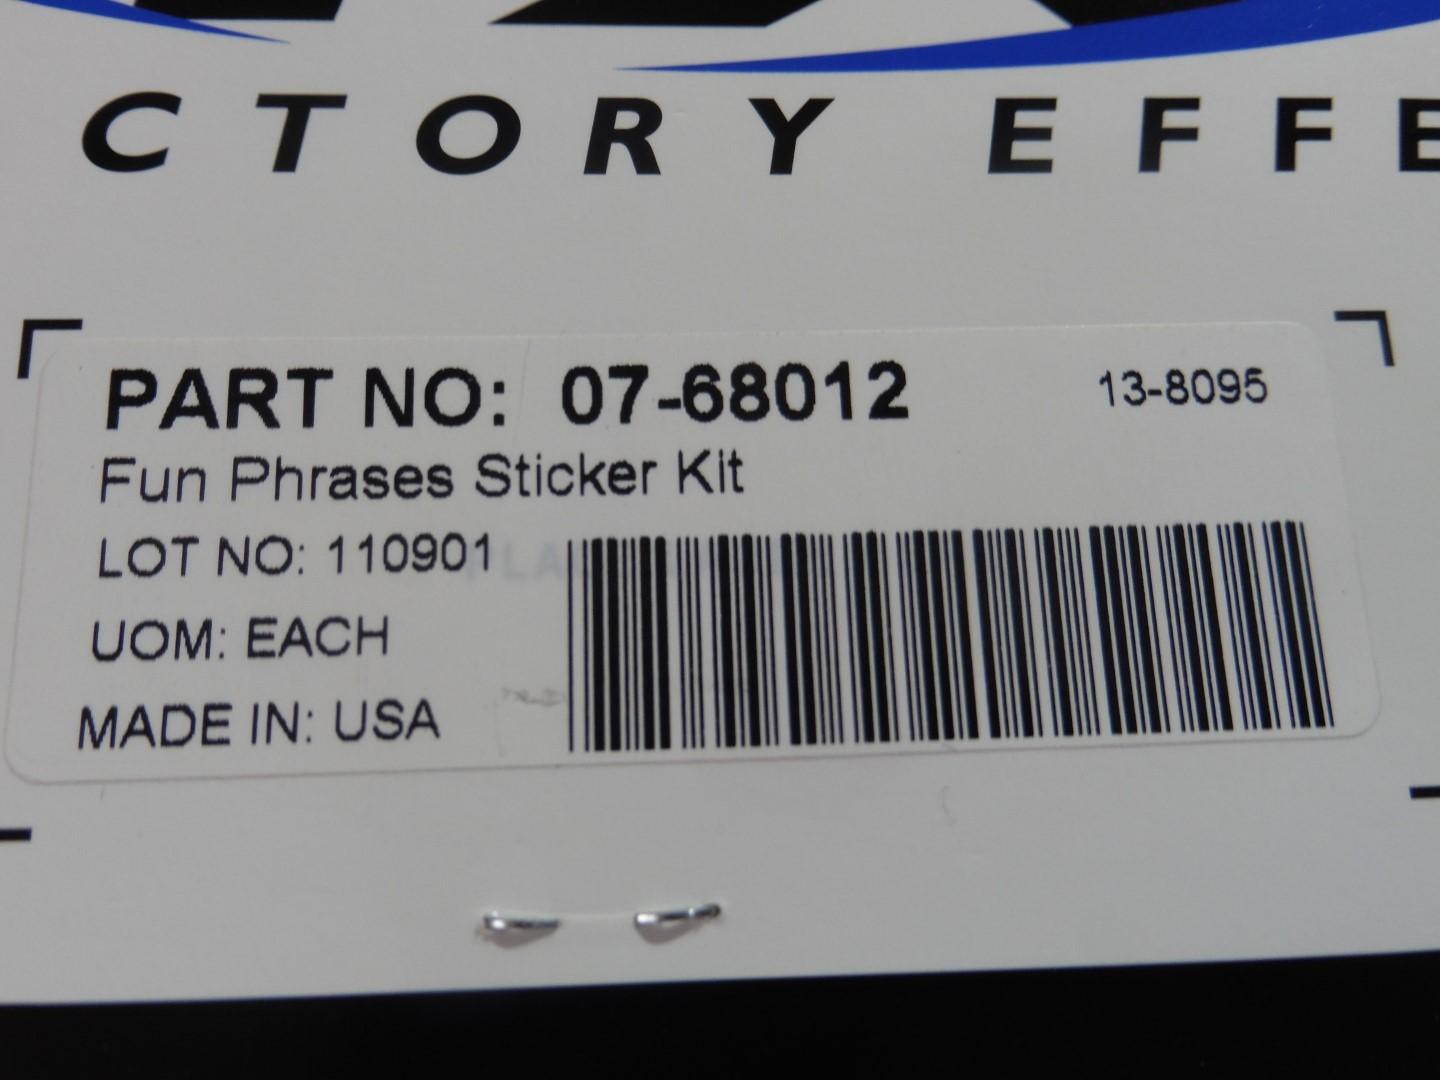 CTORY EFFE
PART NO: 07-68012 13-8095
Fun Phrases Sticker Kit
LOT NO: 110901
UOM: EACH
MADE IN: USA